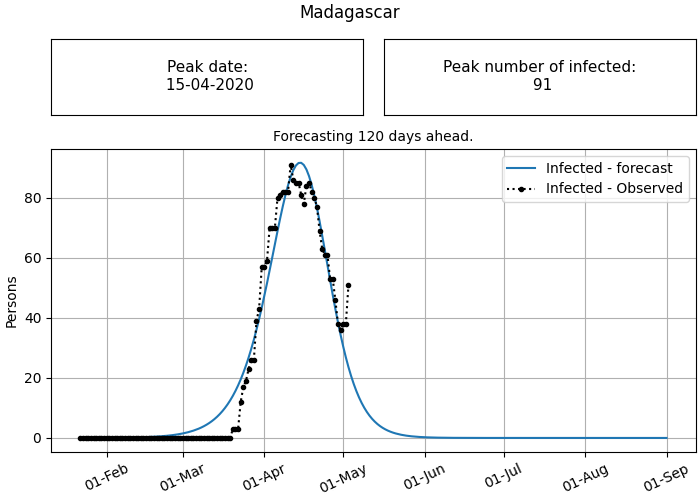 Madagascar
Peak date:
15-04-2020
Peak number of infected:
91
Forecasting 120 days ahead.
Infected - forecast
Infected - Observed
Persons
80
60
40
20
0
01-Feb
01-Mar
01-Apr
01-May
01-Jun
01-Jul
01-Aug
01-Sep